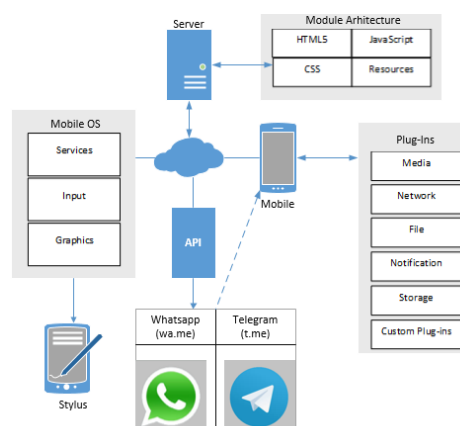 Server
Module Arhitecture
HTML5
JavaScript
CSS
Resources
Mobile OS
Services
Input
Graphics
Mobile
Plug-Ins
Media
Network
File
Notification
Storage
Custom Plug-ins
API
Whatsapp
(wa.me)
Telegram
(t.me)
Stylus